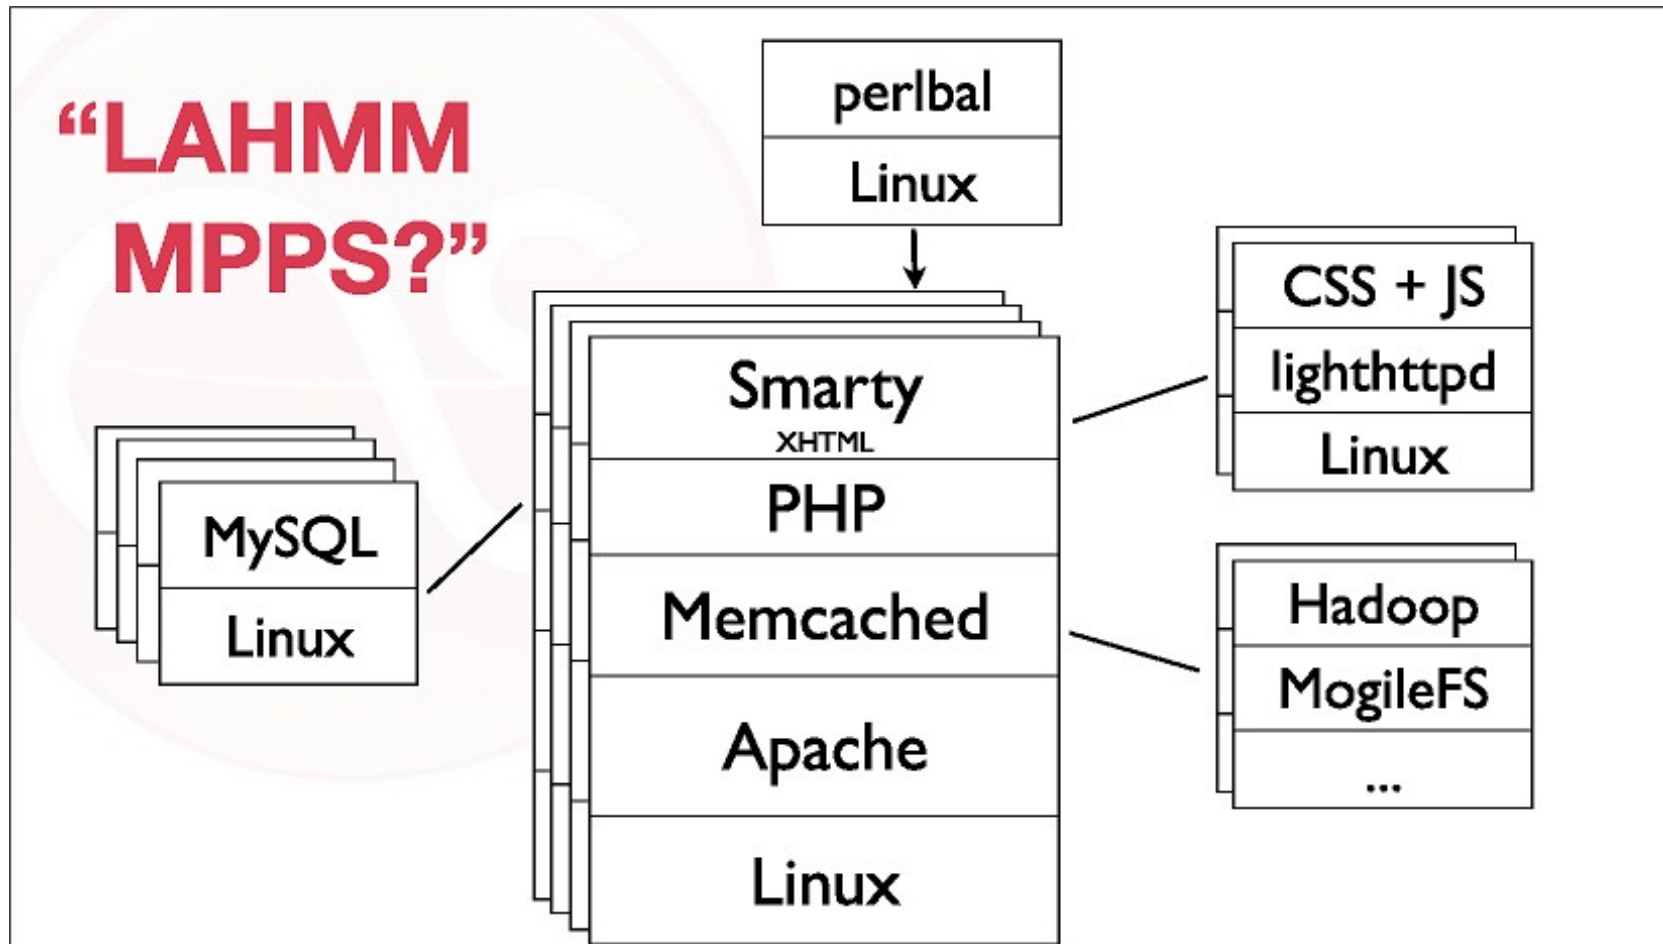 “LAHMM
MPPS?”
perlbal
Linux
Smarty
XHTML
PHP
Memcached
Apache
Linux
MySQL
Linux
CSS + JS
lighthttpd
Linux
Hadoop
MogileFS
...